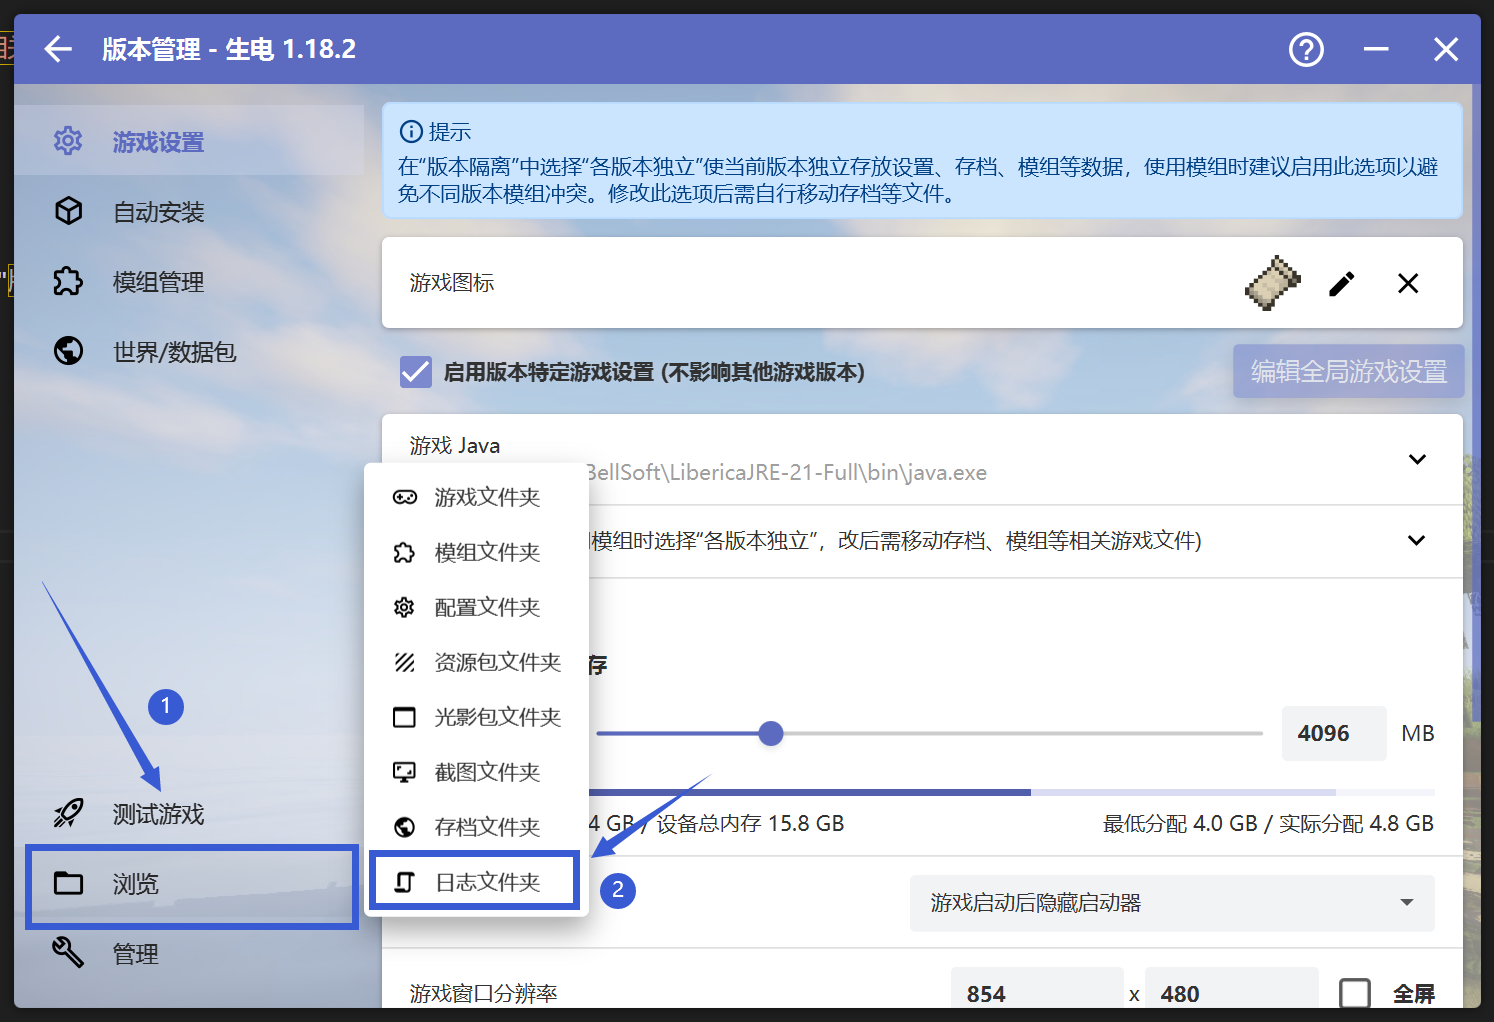 版本管理 - 生电 1.18.2
游戏设置
自动安装
模组管理
世界/数据包
测试游戏
浏览
管理
提示
在“版本隔离”中选择“各版本独立”使当前版本独立存放设置、存档、模组等数据，使用模组时建议启用此选项以避
免不同版本模组冲突。修改此选项后需自行移动存档等文件。
游戏图标
启用版本特定游戏设置 (不影响其他游戏版本)
编辑全局游戏设置
游戏 Java
BellSoft\LibericaJRE-21-Full\bin\java.exe
模组时选择“各版本独立”，改后需移动存档、模组等相关游戏文件)
存
4096 MB
4 GB / 设备总内存 15.8 GB
最低分配 4.0 GB / 实际分配 4.8 GB
游戏启动后隐藏启动器
游戏窗口分辨率
854 x 480
全屏
游戏文件夹
模组文件夹
配置文件夹
资源包文件夹
光影包文件夹
截图文件夹
存档文件夹
日志文件夹
1
2